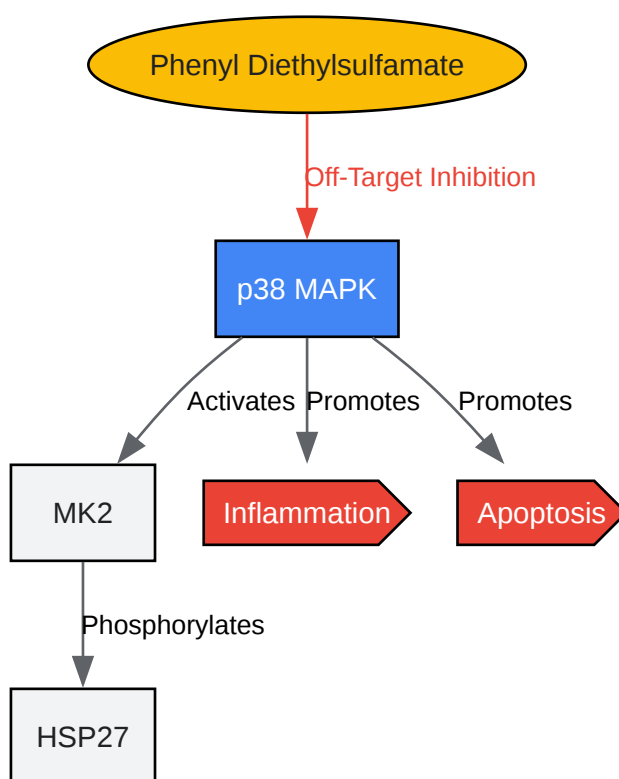 Phenyl Diethylsulfamate
Off-Target Inhibition
p38 MAPK
Activates
Promotes
Promotes
MK2
Inflammation
Apoptosis
Phosphorylates
HSP27